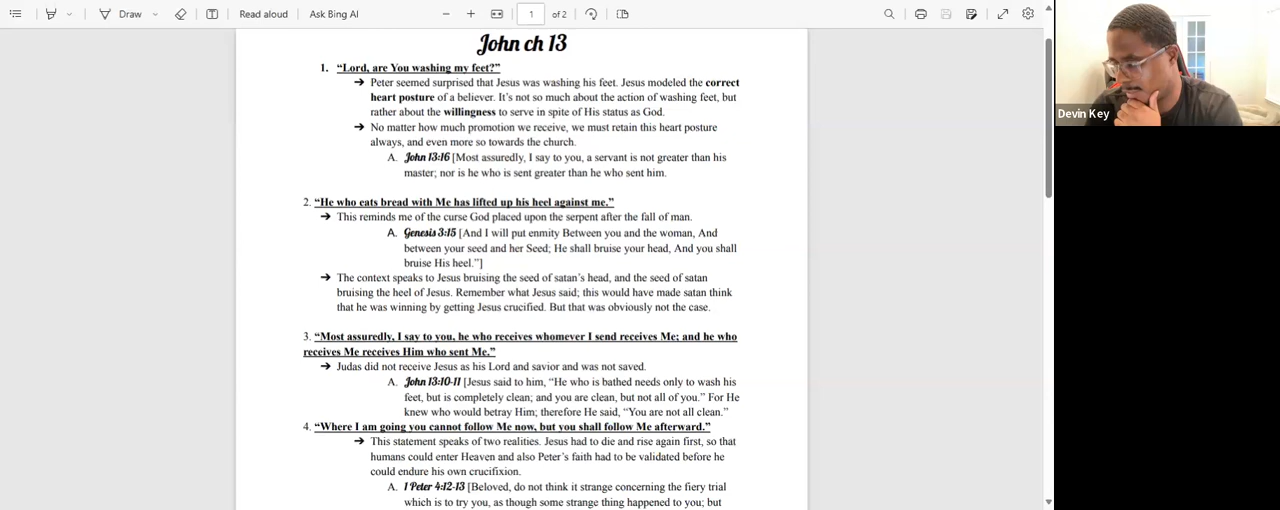 Draw
Read aloud
Ask Bing AI
1 of 2
John ch 13
1. “Lord, are You washing my feet?”
➔ Peter seemed surprised that Jesus was washing his feet. Jesus modeled the correct
heart posture of a believer. It’s not so much about the action of washing feet, but
rather about the willingness to serve in spite of His status as God.
➔ No matter how much promotion we receive, we must retain this heart posture
always, and even more so towards the church.
A. John 13:16 [Most assuredly, I say to you, a servant is not greater than his
master; nor is he who is sent greater than he who sent him.
2. “He who eats bread with Me has lifted up his heel against me.”
➔ This reminds me of the curse God placed upon the serpent after the fall of man.
A. Genesis 3:15 [And I will put enmity Between you and the woman, And
between your seed and her Seed; He shall bruise your head, And you shall
bruise His heel.”]
➔ The context speaks to Jesus bruising the seed of satan’s head, and the seed of satan
bruising the heel of Jesus. Remember what Jesus said; this would have made satan think
that he was winning by getting Jesus crucified. But that was obviously not the case.
3. “Most assuredly, I say to you, he who receives whomever I send receives Me; and he who
receives Me receives Him who sent Me.”
➔ Judas did not receive Jesus as his Lord and savior and was not saved.
A. John 13:10-11 [Jesus said to him, “He who is bathed needs only to wash his
feet, but is completely clean; and you are clean, but not all of you.” For He
knew who would betray Him; therefore He said, “You are not all clean.”
4. “Where I am going you cannot follow Me now, but you shall follow Me afterward.”
➔ This statement speaks of two realities. Jesus had to die and rise again first, so that
humans could enter Heaven and also Peter’s faith had to be validated before he
could endure his own crucifixion.
A. 1 Peter 4:12-13 [Beloved, do not think it strange concerning the fiery trial
which is to try you, as though some strange thing happened to you; but
Devin Key